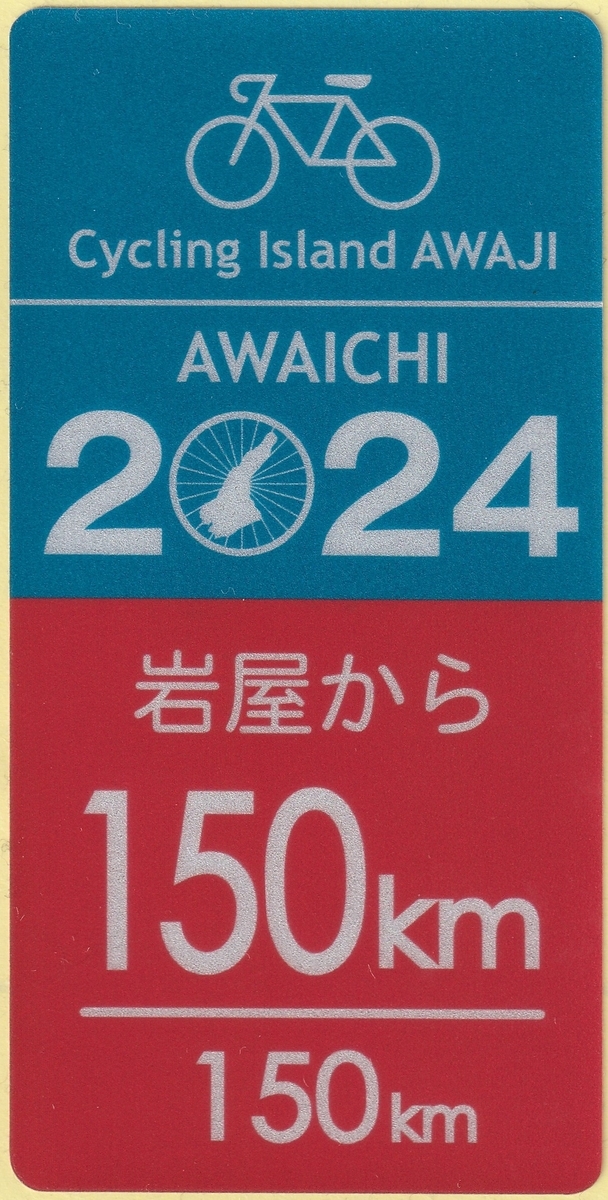 Cycling Island AWAJI
AWAICHI
2024
岩屋から
150km
150km